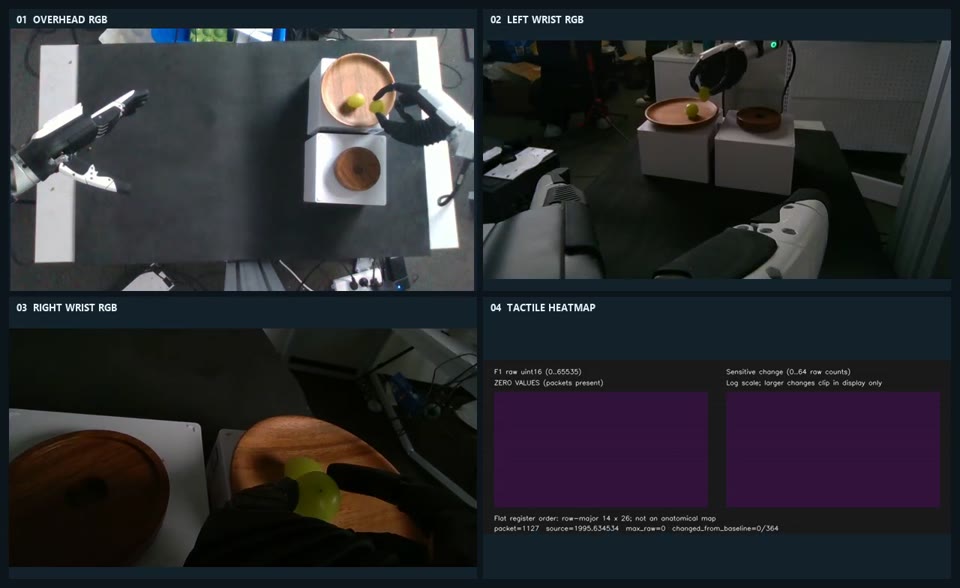 01 OVERHEAD RGB
02 LEFT WRIST RGB
03 RIGHT WRIST RGB
04 TACTILE HEATMAP
F1 raw uint16 (0..65535)
ZERO VALUES (packets present)
Sensitive change (0..64 raw counts)
Log scale; larger changes clip in display only
Flat register order: row-major 14 x 26; not an anatomical map
packet=1127 source=1995.634534 max_raw=0 changed_from_baseline=0/364